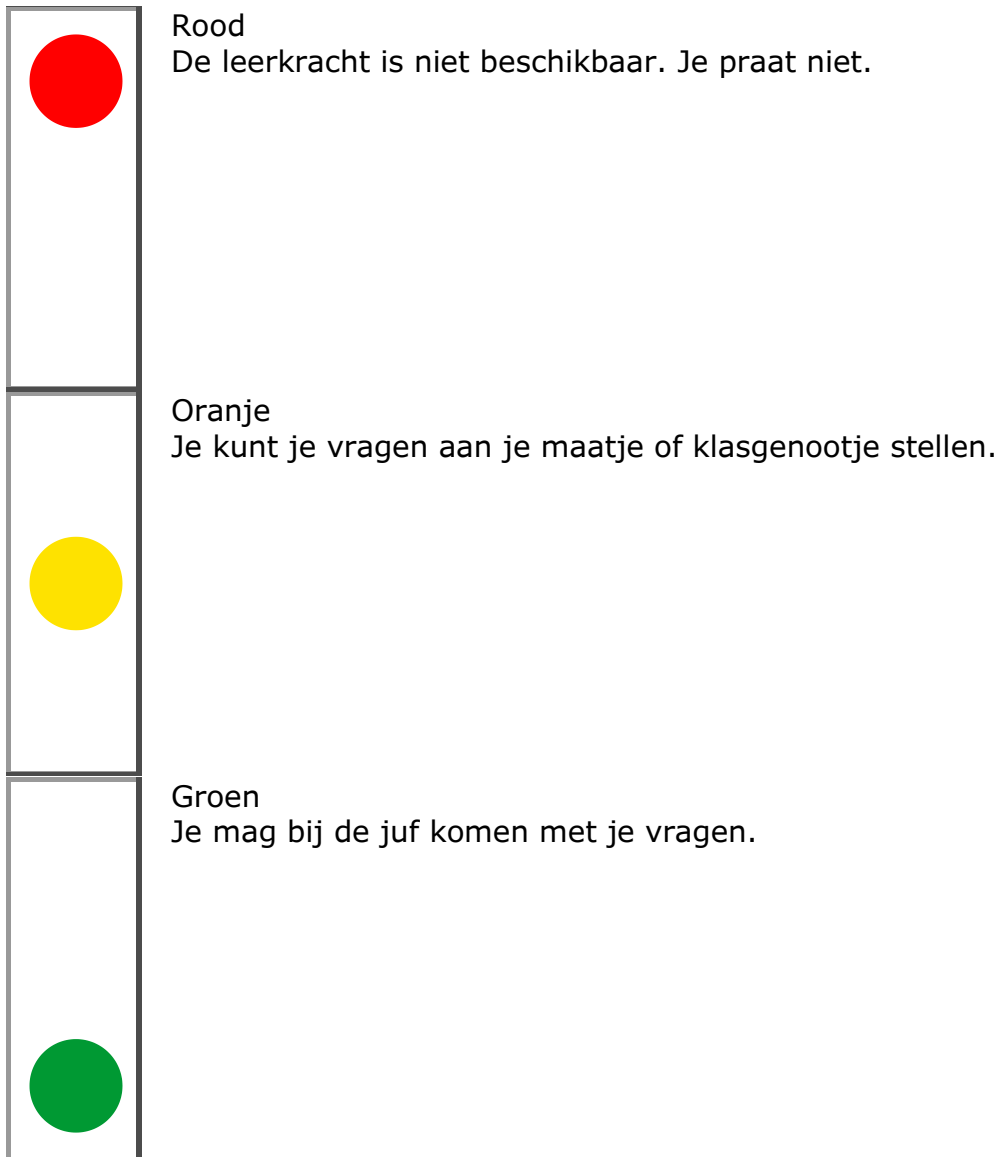 Rood
De leerkracht is niet beschikbaar. Je praat niet.
Oranje
Je kunt je vragen aan je maatje of klasgenootje stellen.
Groen
Je mag bij de juf komen met je vragen.